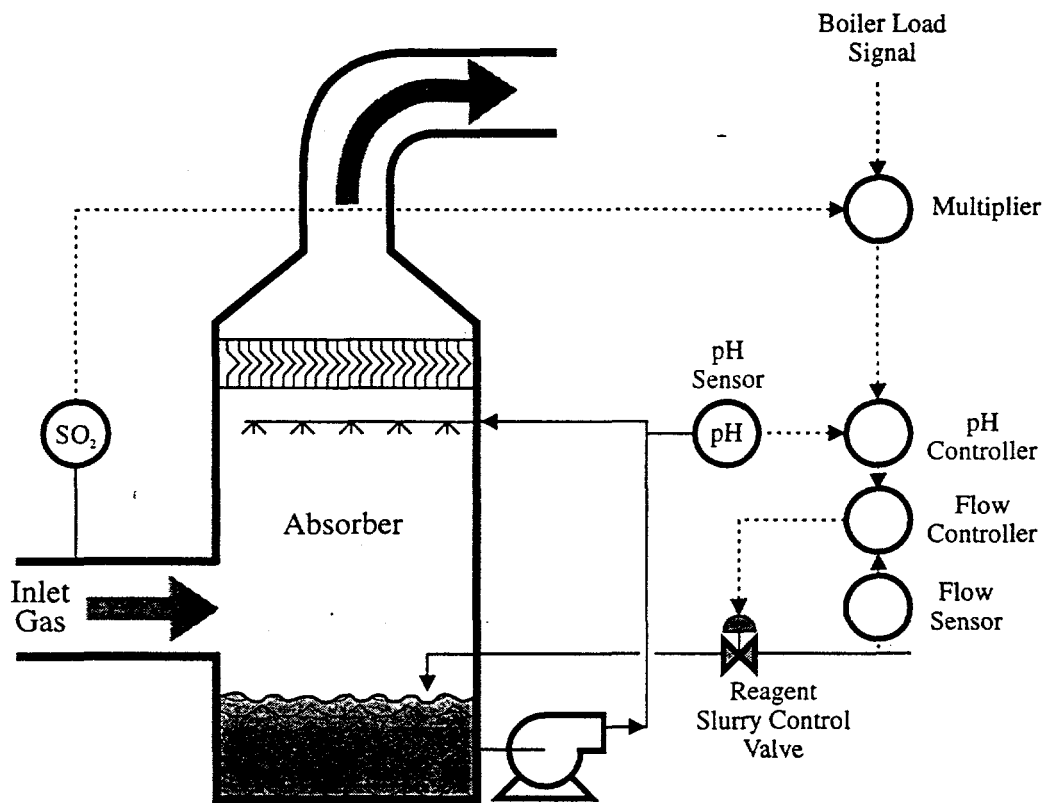 Boiler Load
Signal
Multiplier
pH
Sensor
SO₂
pH
pH
Controller
Absorber
Flow
Controller
Inlet
Gas
Flow
Sensor
Reagent
Slurry Control
Valve